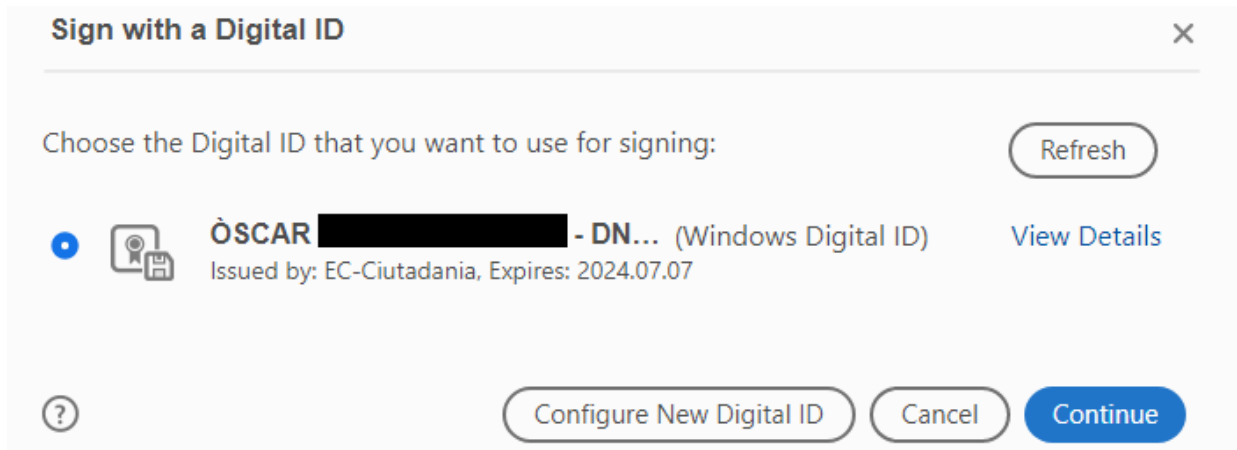 Sign with a Digital ID
Choose the Digital ID that you want to use for signing:
Refresh
ÒSCAR - DN... (Windows Digital ID)
View Details
Issued by: EC-Ciutadania, Expires: 2024.07.07
?
Configure New Digital ID
Cancel
Continue